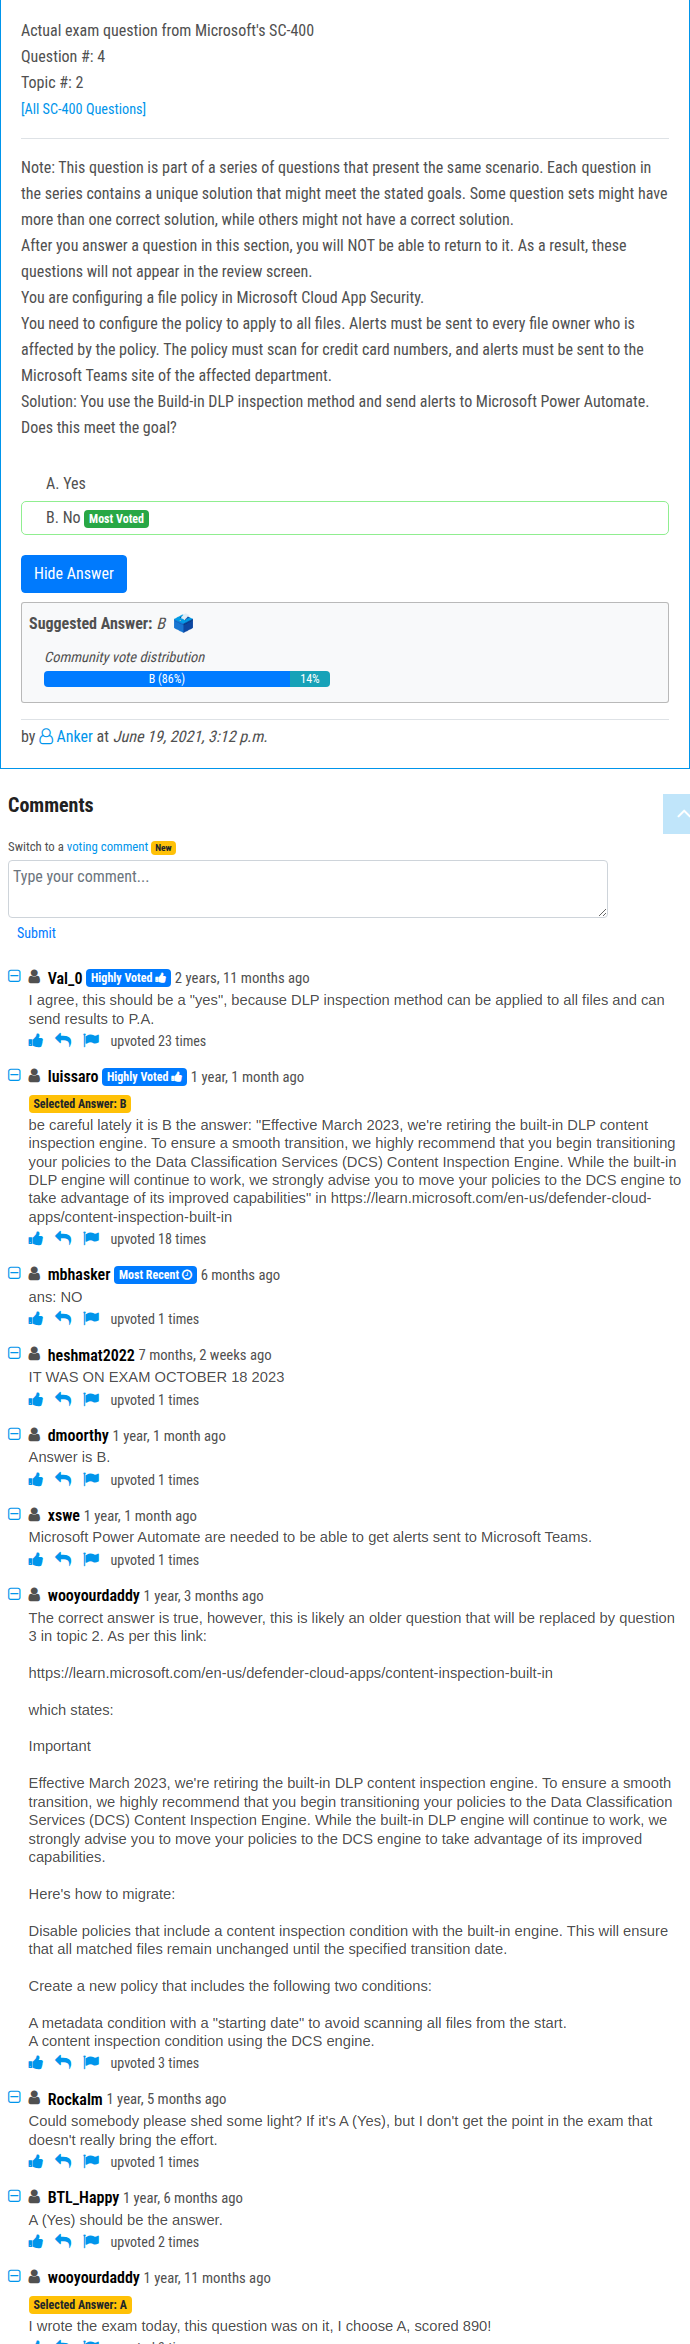 Actual exam question from Microsoft's SC-400
Question #: 4
Topic #: 2
[All SC-400 Questions]
Note: This question is part of a series of questions that present the same scenario. Each question in
the series contains a unique solution that might meet the stated goals. Some question sets might have
more than one correct solution, while others might not have a correct solution.
After you answer a question in this section, you will NOT be able to return to it. As a result, these
questions will not appear in the review screen.
You are configuring a file policy in Microsoft Cloud App Security.
You need to configure the policy to apply to all files. Alerts must be sent to every file owner who is
affected by the policy. The policy must scan for credit card numbers, and alerts must be sent to the
Microsoft Teams site of the affected department.
Solution: You use the Build-in DLP inspection method and send alerts to Microsoft Power Automate.
Does this meet the goal?
A. Yes
B. No Most Voted
Hide Answer
Suggested Answer: B
Community vote distribution
B (86%) 14%
by Anker at June 19, 2021, 3:12 p.m.
Comments
Switch to a voting comment New
Type your comment...
Submit
Val_0 Highly Voted 2 years, 11 months ago
I agree, this should be a "yes", because DLP inspection method can be applied to all files and can
send results to P.A.
upvoted 23 times
luissaro Highly Voted 1 year, 1 month ago
Selected Answer: B
be careful lately it is B the answer: "Effective March 2023, we're retiring the built-in DLP content
inspection engine. To ensure a smooth transition, we highly recommend that you begin transitioning
your policies to the Data Classification Services (DCS) Content Inspection Engine. While the built-in
DLP engine will continue to work, we strongly advise you to move your policies to the DCS engine to
take advantage of its improved capabilities" in https://learn.microsoft.com/en-us/defender-cloud-
apps/content-inspection-built-in
upvoted 18 times
mbhasker Most Recent 6 months ago
ans: NO
upvoted 1 times
heshmat2022 7 months, 2 weeks ago
IT WAS ON EXAM OCTOBER 18 2023
upvoted 1 times
dmoorthy 1 year, 1 month ago
Answer is B.
upvoted 1 times
xswe 1 year, 1 month ago
Microsoft Power Automate are needed to be able to get alerts sent to Microsoft Teams.
upvoted 1 times
wooyourdaddy 1 year, 3 months ago
The correct answer is true, however, this is likely an older question that will be replaced by question
3 in topic 2. As per this link:
https://learn.microsoft.com/en-us/defender-cloud-apps/content-inspection-built-in
which states:
Important
Effective March 2023, we're retiring the built-in DLP content inspection engine. To ensure a smooth
transition, we highly recommend that you begin transitioning your policies to the Data Classification
Services (DCS) Content Inspection Engine. While the built-in DLP engine will continue to work, we
strongly advise you to move your policies to the DCS engine to take advantage of its improved
capabilities.
Here's how to migrate:
Disable policies that include a content inspection condition with the built-in engine. This will ensure
that all matched files remain unchanged until the specified transition date.
Create a new policy that includes the following two conditions:
A metadata condition with a "starting date" to avoid scanning all files from the start.
A content inspection condition using the DCS engine.
upvoted 3 times
Rockalm 1 year, 5 months ago
Could somebody please shed some light? If it's A (Yes), but I don't get the point in the exam that
doesn't really bring the effort.
upvoted 1 times
BTL_Happy 1 year, 6 months ago
A (Yes) should be the answer.
upvoted 2 times
wooyourdaddy 1 year, 11 months ago
Selected Answer: A
I wrote the exam today, this question was on it, I choose A, scored 890!